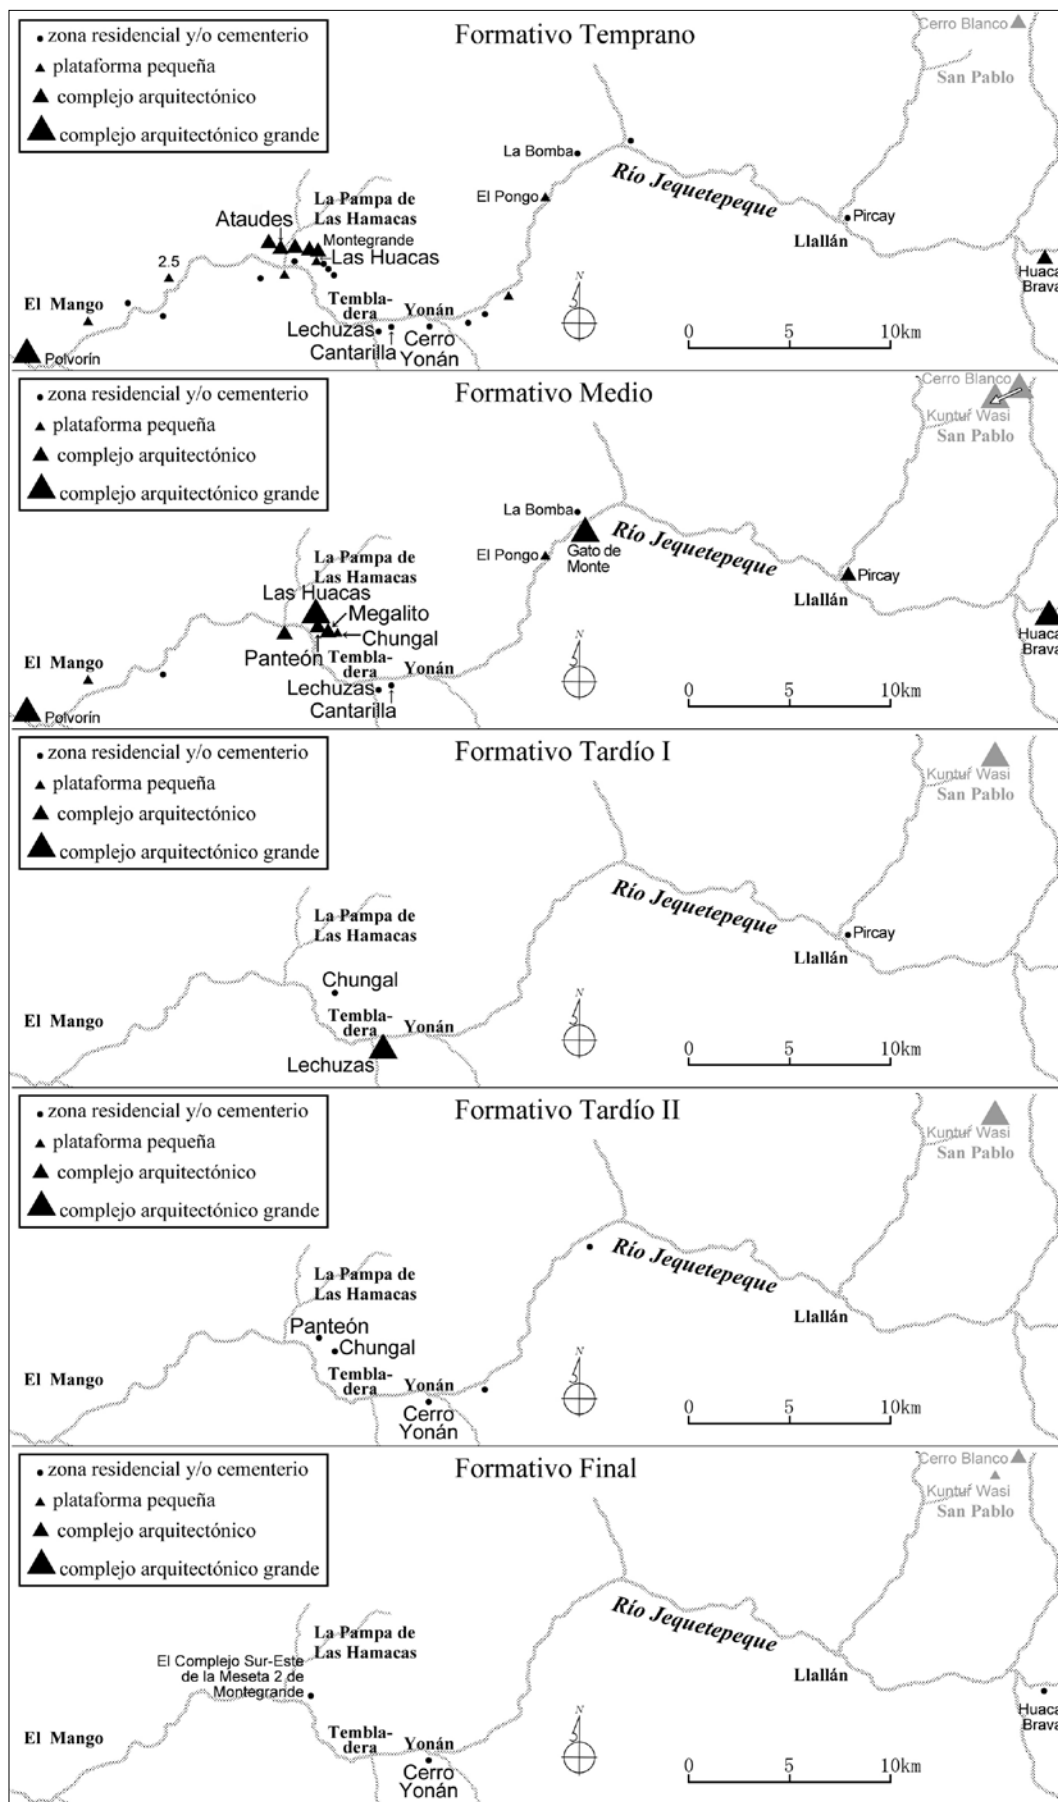 Formativo Temprano
zona residencial y/o cementerio
plataforma pequeña
complejo arquitectónico
complejo arquitectónico grande
Cerro Blanco
San Pablo
La Bomba
Río Jequetepeque
El Pongo
La Pampa de
Las Hamacas
Ataudes
Montegrande
Las Huacas
Pircay
Llallán
2.5
El Mango
Polvorín
Tembla-
dera
Yonán
Lechuzas
Cantarilla
Cerro
Yonán
N
0 5 10km
Huaca
Brava
Formativo Medio
zona residencial y/o cementerio
plataforma pequeña
complejo arquitectónico
complejo arquitectónico grande
Cerro Blanco
Kuntur Wasi
San Pablo
La Bomba
Río Jequetepeque
El Pongo
Gato de
Monte
La Pampa de
Las Hamacas
Las Huacas
Megalito
Chungal
Panteón
Pircay
Llallán
El Mango
Polvorín
Tembla-
dera
Yonán
Lechuzas
Cantarilla
N
0 5 10km
Huaca
Brava
Formativo Tardío I
zona residencial y/o cementerio
plataforma pequeña
complejo arquitectónico
complejo arquitectónico grande
Kuntur Wasi
San Pablo
Río Jequetepeque
La Pampa de
Las Hamacas
Pircay
Llallán
Chungal
El Mango
Tembla-
dera
Yonán
Lechuzas
N
0 5 10km
Formativo Tardío II
zona residencial y/o cementerio
plataforma pequeña
complejo arquitectónico
complejo arquitectónico grande
Kuntur Wasi
San Pablo
Río Jequetepeque
La Pampa de
Las Hamacas
Llallán
Panteón
Chungal
El Mango
Tembla-
dera
Yonán
Cerro
Yonán
N
0 5 10km
Formativo Final
zona residencial y/o cementerio
plataforma pequeña
complejo arquitectónico
complejo arquitectónico grande
Cerro Blanco
Kuntur Wasi
San Pablo
Río Jequetepeque
La Pampa de
Las Hamacas
El Complejo Sur-Este
de la Meseta 2 de
Montegrande
Llallán
El Mango
Tembla-
dera
Yonán
Cerro
Yonán
N
0 5 10km
Huaca
Brava